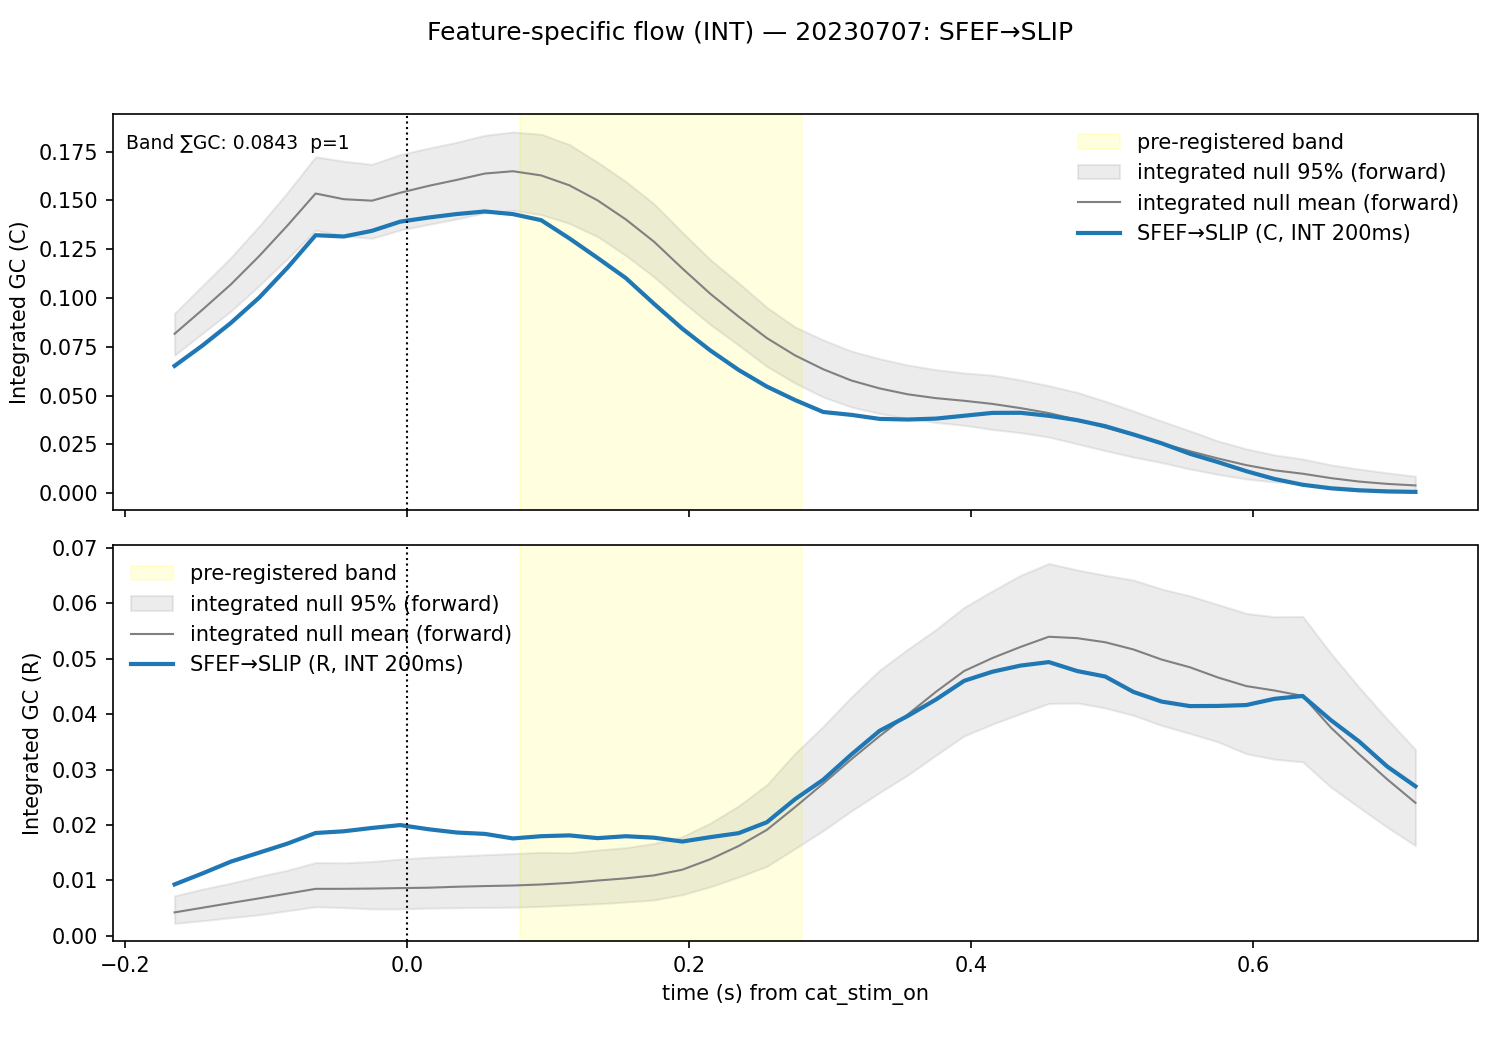 Feature-specific flow (INT) — 20230707: SFEF→SLIP
Band ∑GC: 0.0843  p=1
pre-registered band
integrated null 95% (forward)
integrated null mean (forward)
SFEF→SLIP (C, INT 200ms)
Integrated GC (C)
0.175
0.150
0.125
0.100
0.075
0.050
0.025
0.000
pre-registered band
integrated null 95% (forward)
integrated null mean (forward)
SFEF→SLIP (R, INT 200ms)
Integrated GC (R)
0.07
0.06
0.05
0.04
0.03
0.02
0.01
0.00
−0.2 0.0 0.2 0.4 0.6
time (s) from cat_stim_on